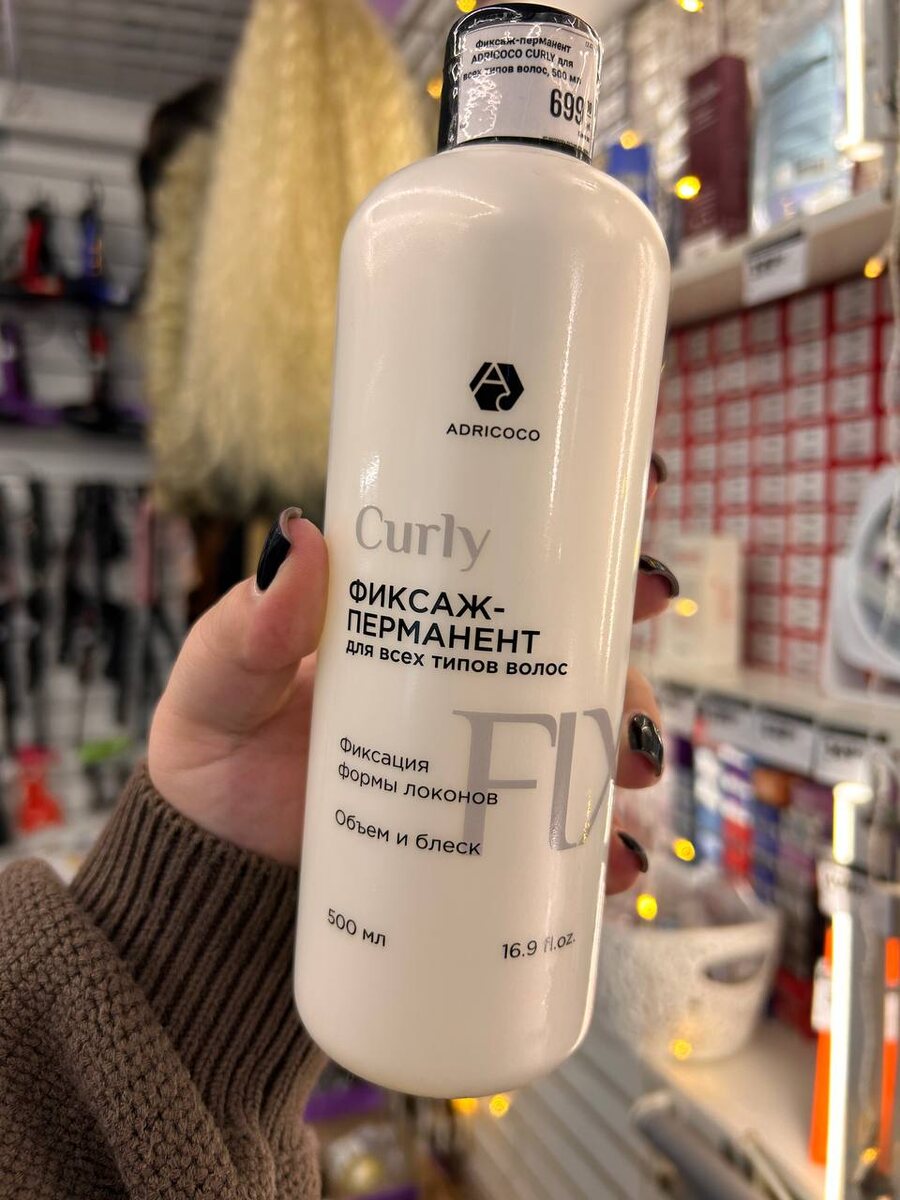 Фиксаж-перманент
ADRICOCO CURLY для
всех типов волос, 500 мл
699
ADRICOCO
Curly
ФИКСАЖ-
ПЕРМАНЕНТ
для всех типов волос
FIX
Фиксация
формы локонов
Объем и блеск
500 мл
16.9 fl.oz.